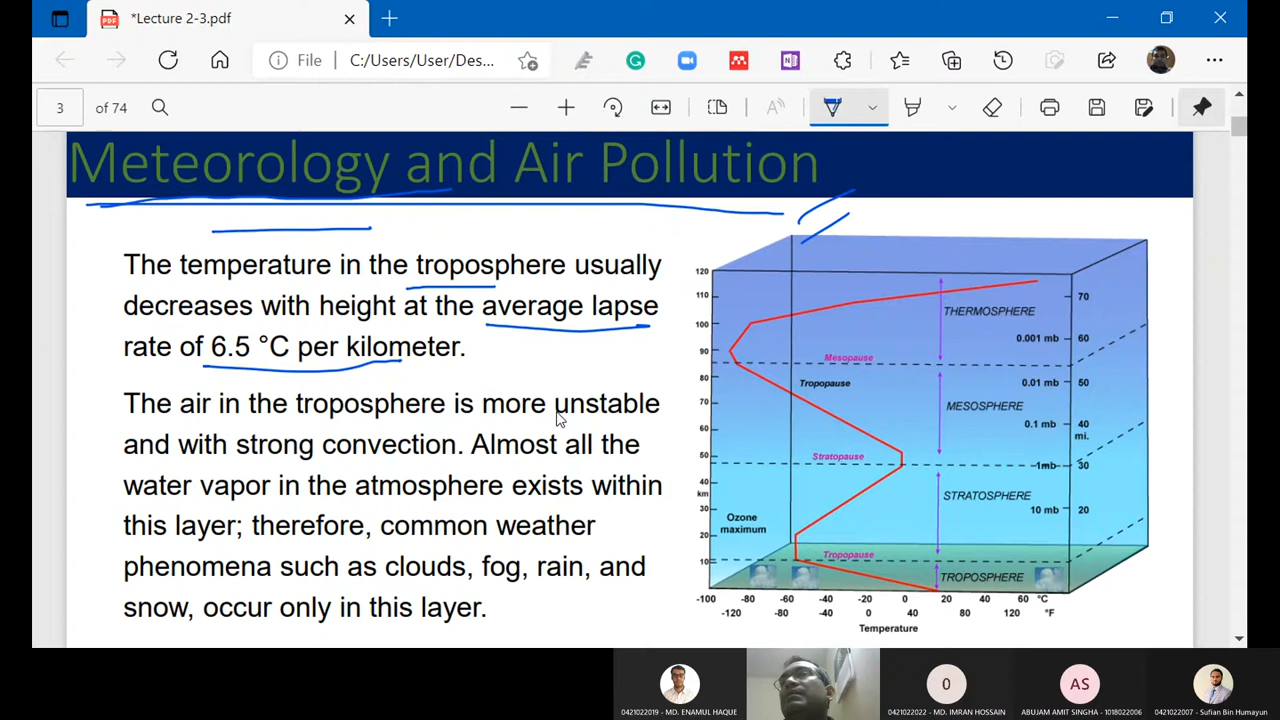 *Lecture 2-3.pdf
File C:/Users/User/Des...
3 of 74
Meteorology and Air Pollution
The temperature in the troposphere usually
decreases with height at the average lapse
rate of 6.5 °C per kilometer.
The air in the troposphere is more unstable
and with strong convection. Almost all the
water vapor in the atmosphere exists within
this layer; therefore, common weather
phenomena such as clouds, fog, rain, and
snow, occur only in this layer.
120
110 70
THERMOSPHERE
100 0.001 mb 60
90
Mesopause
80 Tropopause 0.01 mb 50
70
MESOSPHERE
60 0.1 mb 40
mi.
50 Stratopause 1mb 30
40
km
STRATOSPHERE
30 10 mb 20
Ozone
maximum
20
10 Tropopause
TROPOSPHERE
-100 -80 -60 -40 -20 0 20 40 60 °C
-120 -80 -40 0 40 80 120 °F
Temperature
0421022019 - MD. ENAMUL HAQUE
0
0421022022 - MD. IMRAN HOSSAIN
AS
ABUJAM AMIT SINGHA - 1018022006
0421022007 - Sufian Bin Humayun